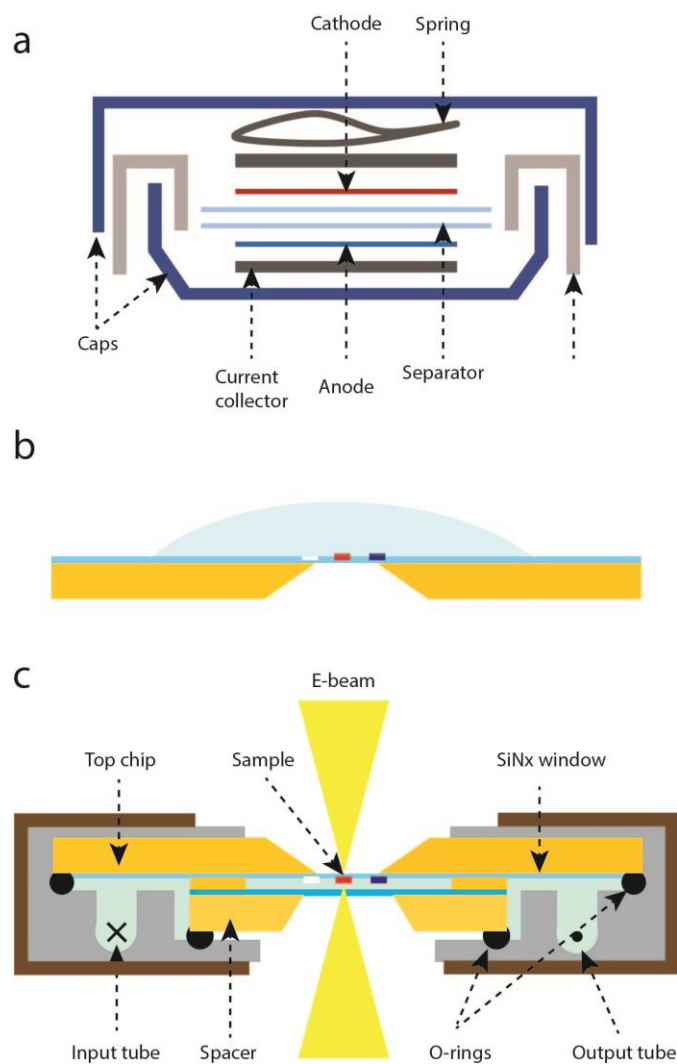 a
Cathode
Spring
Caps
Current
collector
Anode
Separator
b
c
E-beam
Top chip
Sample
SiNx window
Input tube
Spacer
O-rings
Output tube